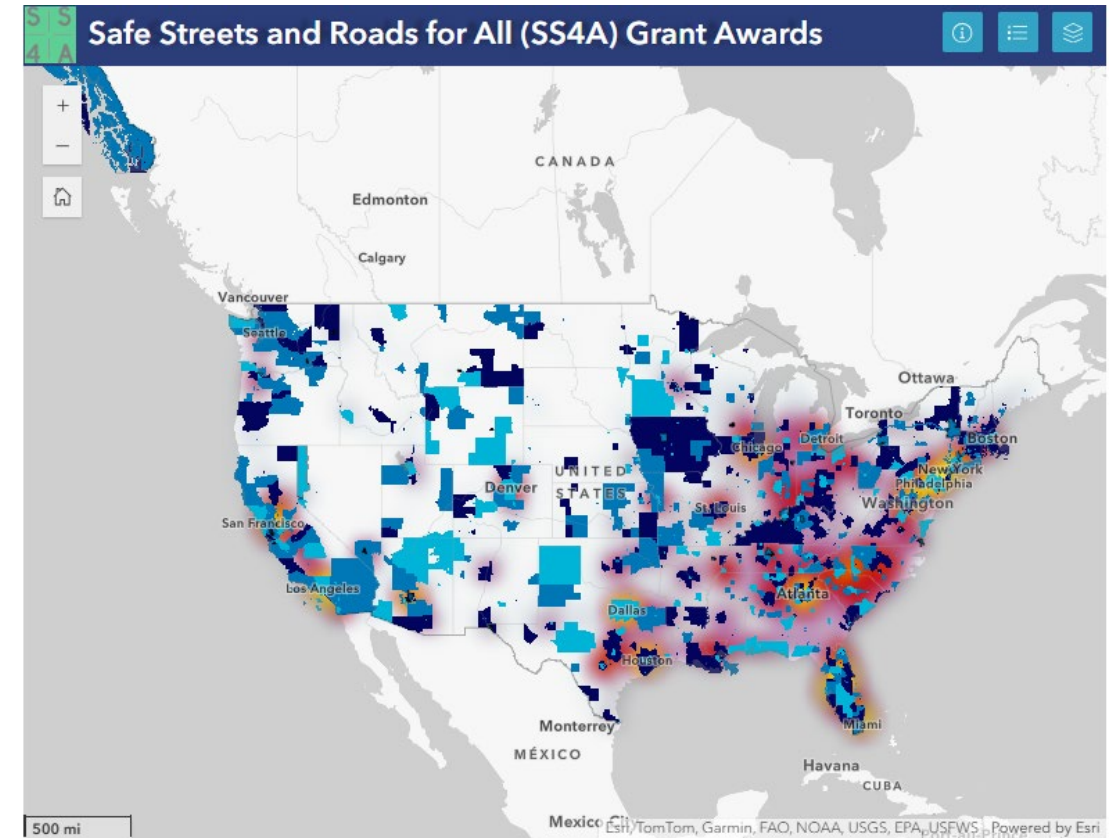 S S
4 A
Safe Streets and Roads for All (SS4A) Grant Awards
+
−
CANADA
Edmonton
Calgary
Vancouver
Seattle
Ottawa
Toronto
Boston
Detroit
Chicago
New York
Philadelphia
UNITED
STATES
Denver
St. Louis
Washington
San Francisco
Los Angeles
Atlanta
Dallas
Houston
Miami
Monterrey
MÉXICO
Havana
CUBA
500 mi
Mexico City
Esri, TomTom, Garmin, FAO, NOAA, USGS, EPA, USFWS | Powered by Esri